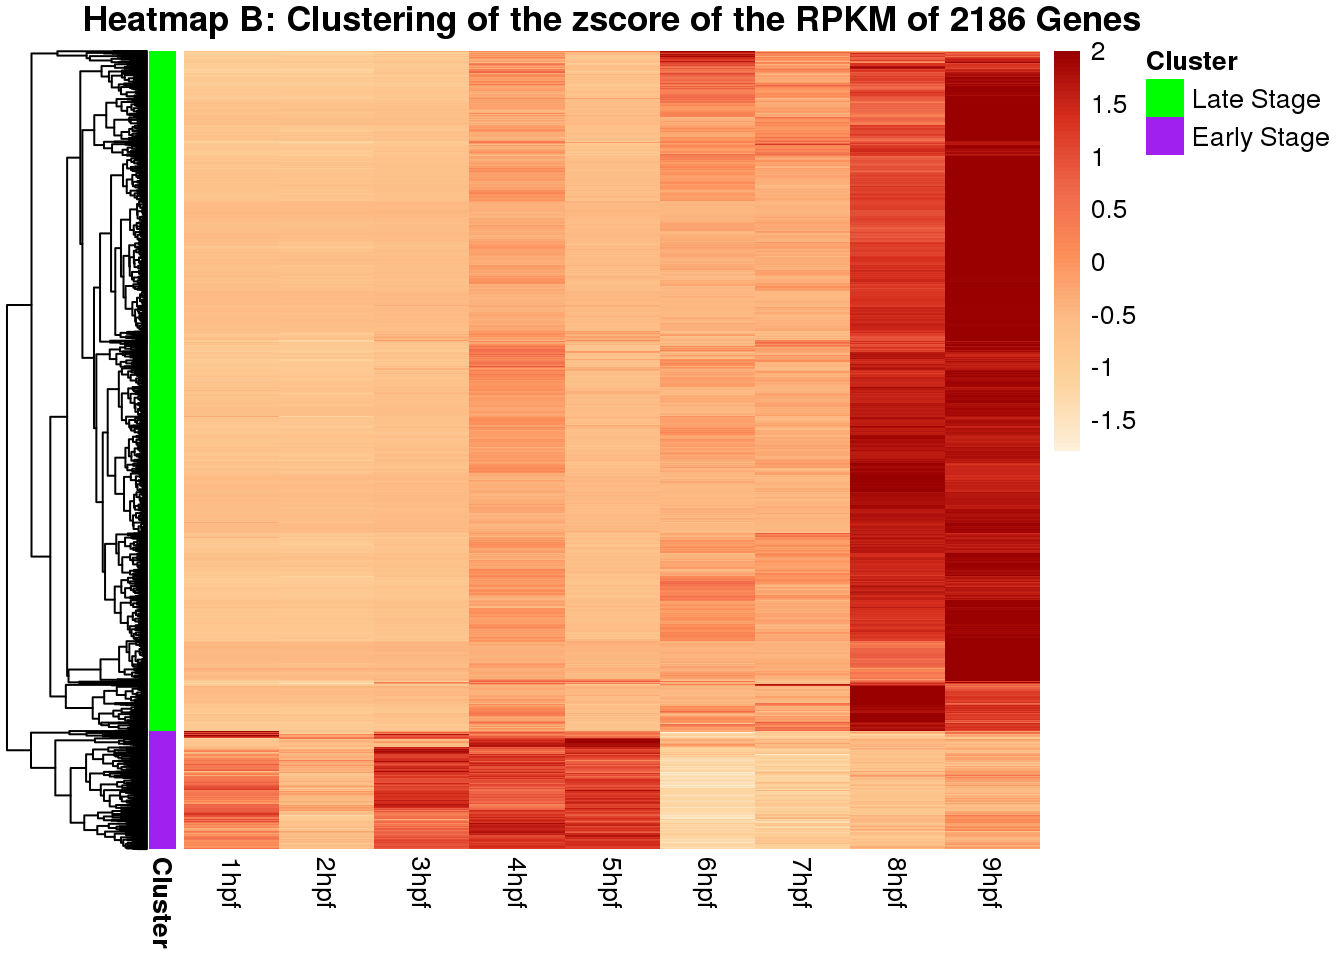 Heatmap B: Clustering of the zscore of the RPKM of 2186 Genes
2
1.5
1
0.5
0
-0.5
-1
-1.5
Cluster
Late Stage
Early Stage
Cluster
1hpf
2hpf
3hpf
4hpf
5hpf
6hpf
7hpf
8hpf
9hpf